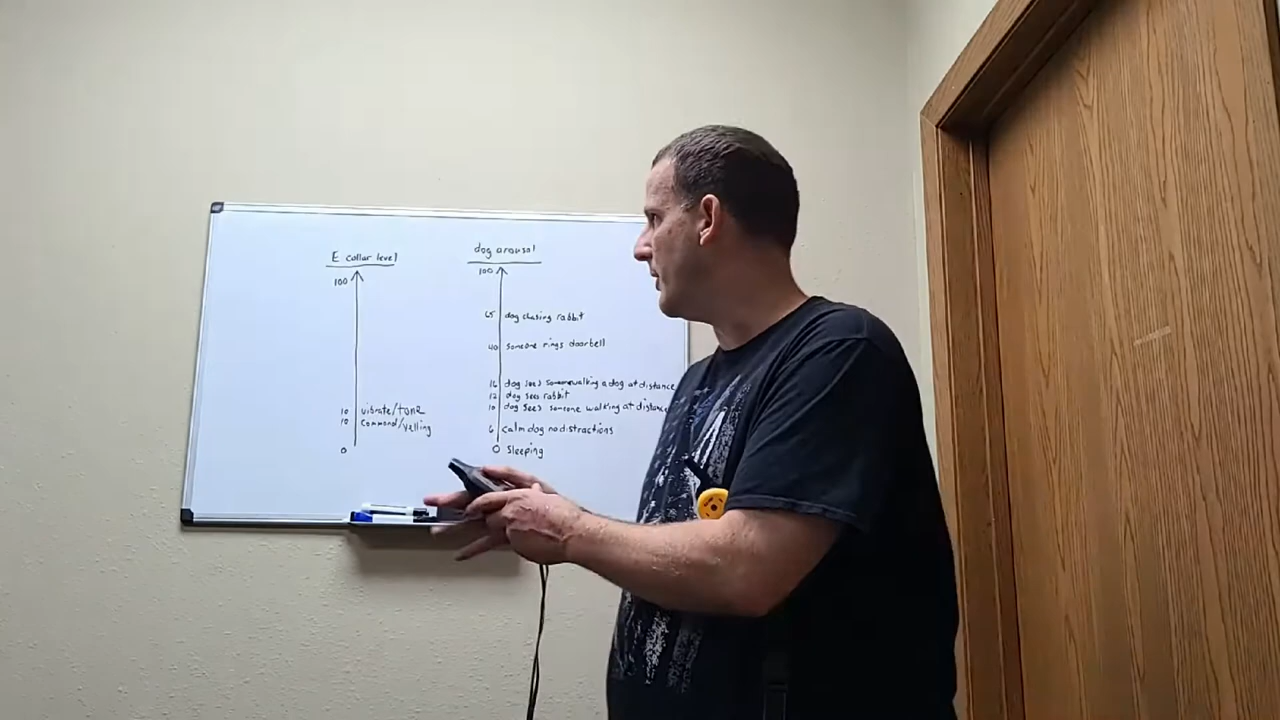 E collar level
100
10 vibrate/tone
10 command/yelling
0
dog arousal
100
65 dog chasing rabbit
40 someone rings doorbell
16 dog sees someone walking a dog at distance
12 dog sees rabbit
10 dog sees someone walking at distance
6 calm dog no distractions
0 Sleeping